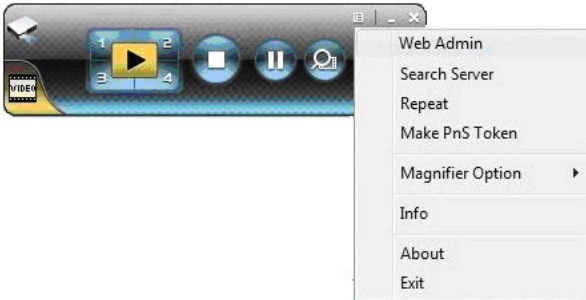 1 2
3 4
VIDEO
Web Admin
Search Server
Repeat
Make PnS Token
Magnifier Option
Info
About
Exit